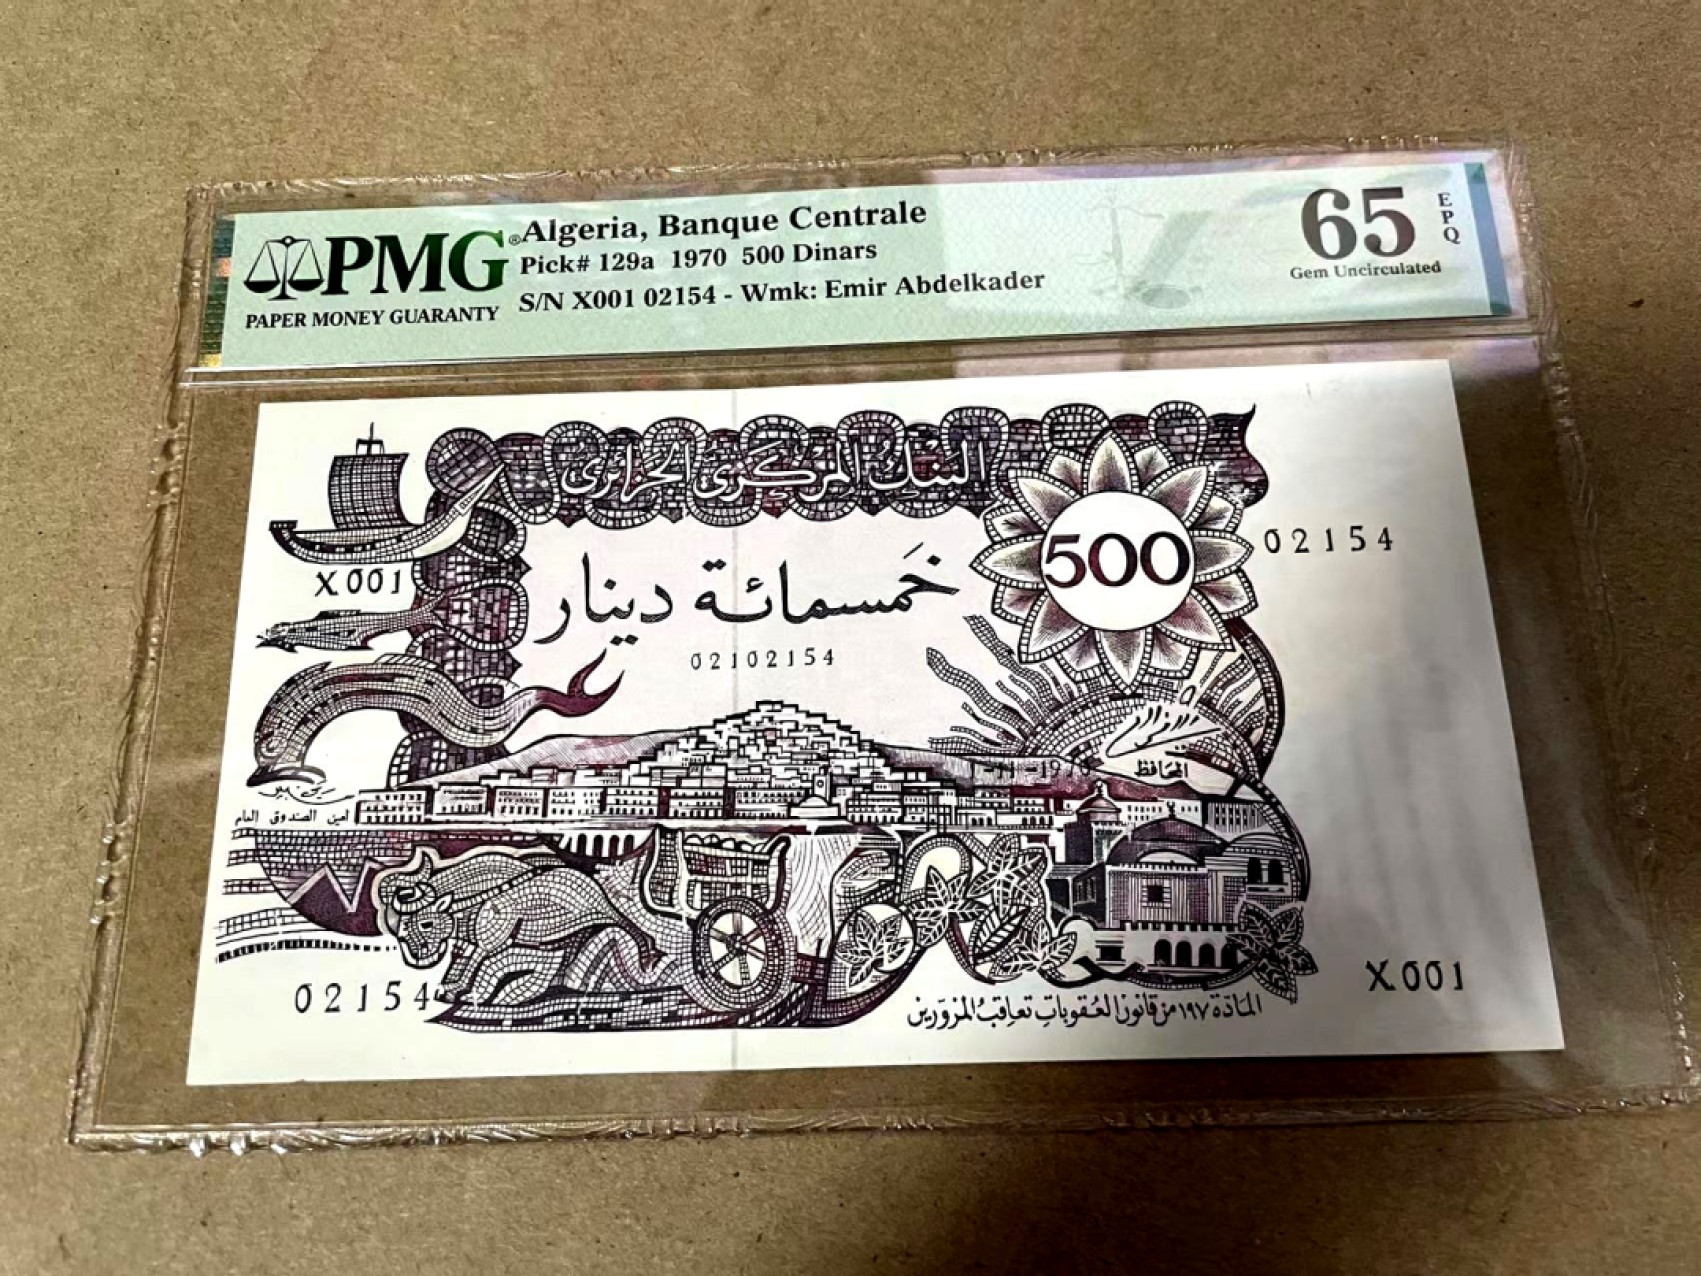 PMG®
PAPER MONEY GUARANTY
Algeria, Banque Centrale
Pick# 129a 1970 500 Dinars
S/N X001 02154 - Wmk: Emir Abdelkader
65
EPQ
Gem Uncirculated
البنك المركزي الجزائري
500
02154
X001
خمسمائة دينار
02102154
المحافظ
امين الصندوق العام
02154
X001
المادة ١٩٧ من قانون العقوبات تعاقب المزورين